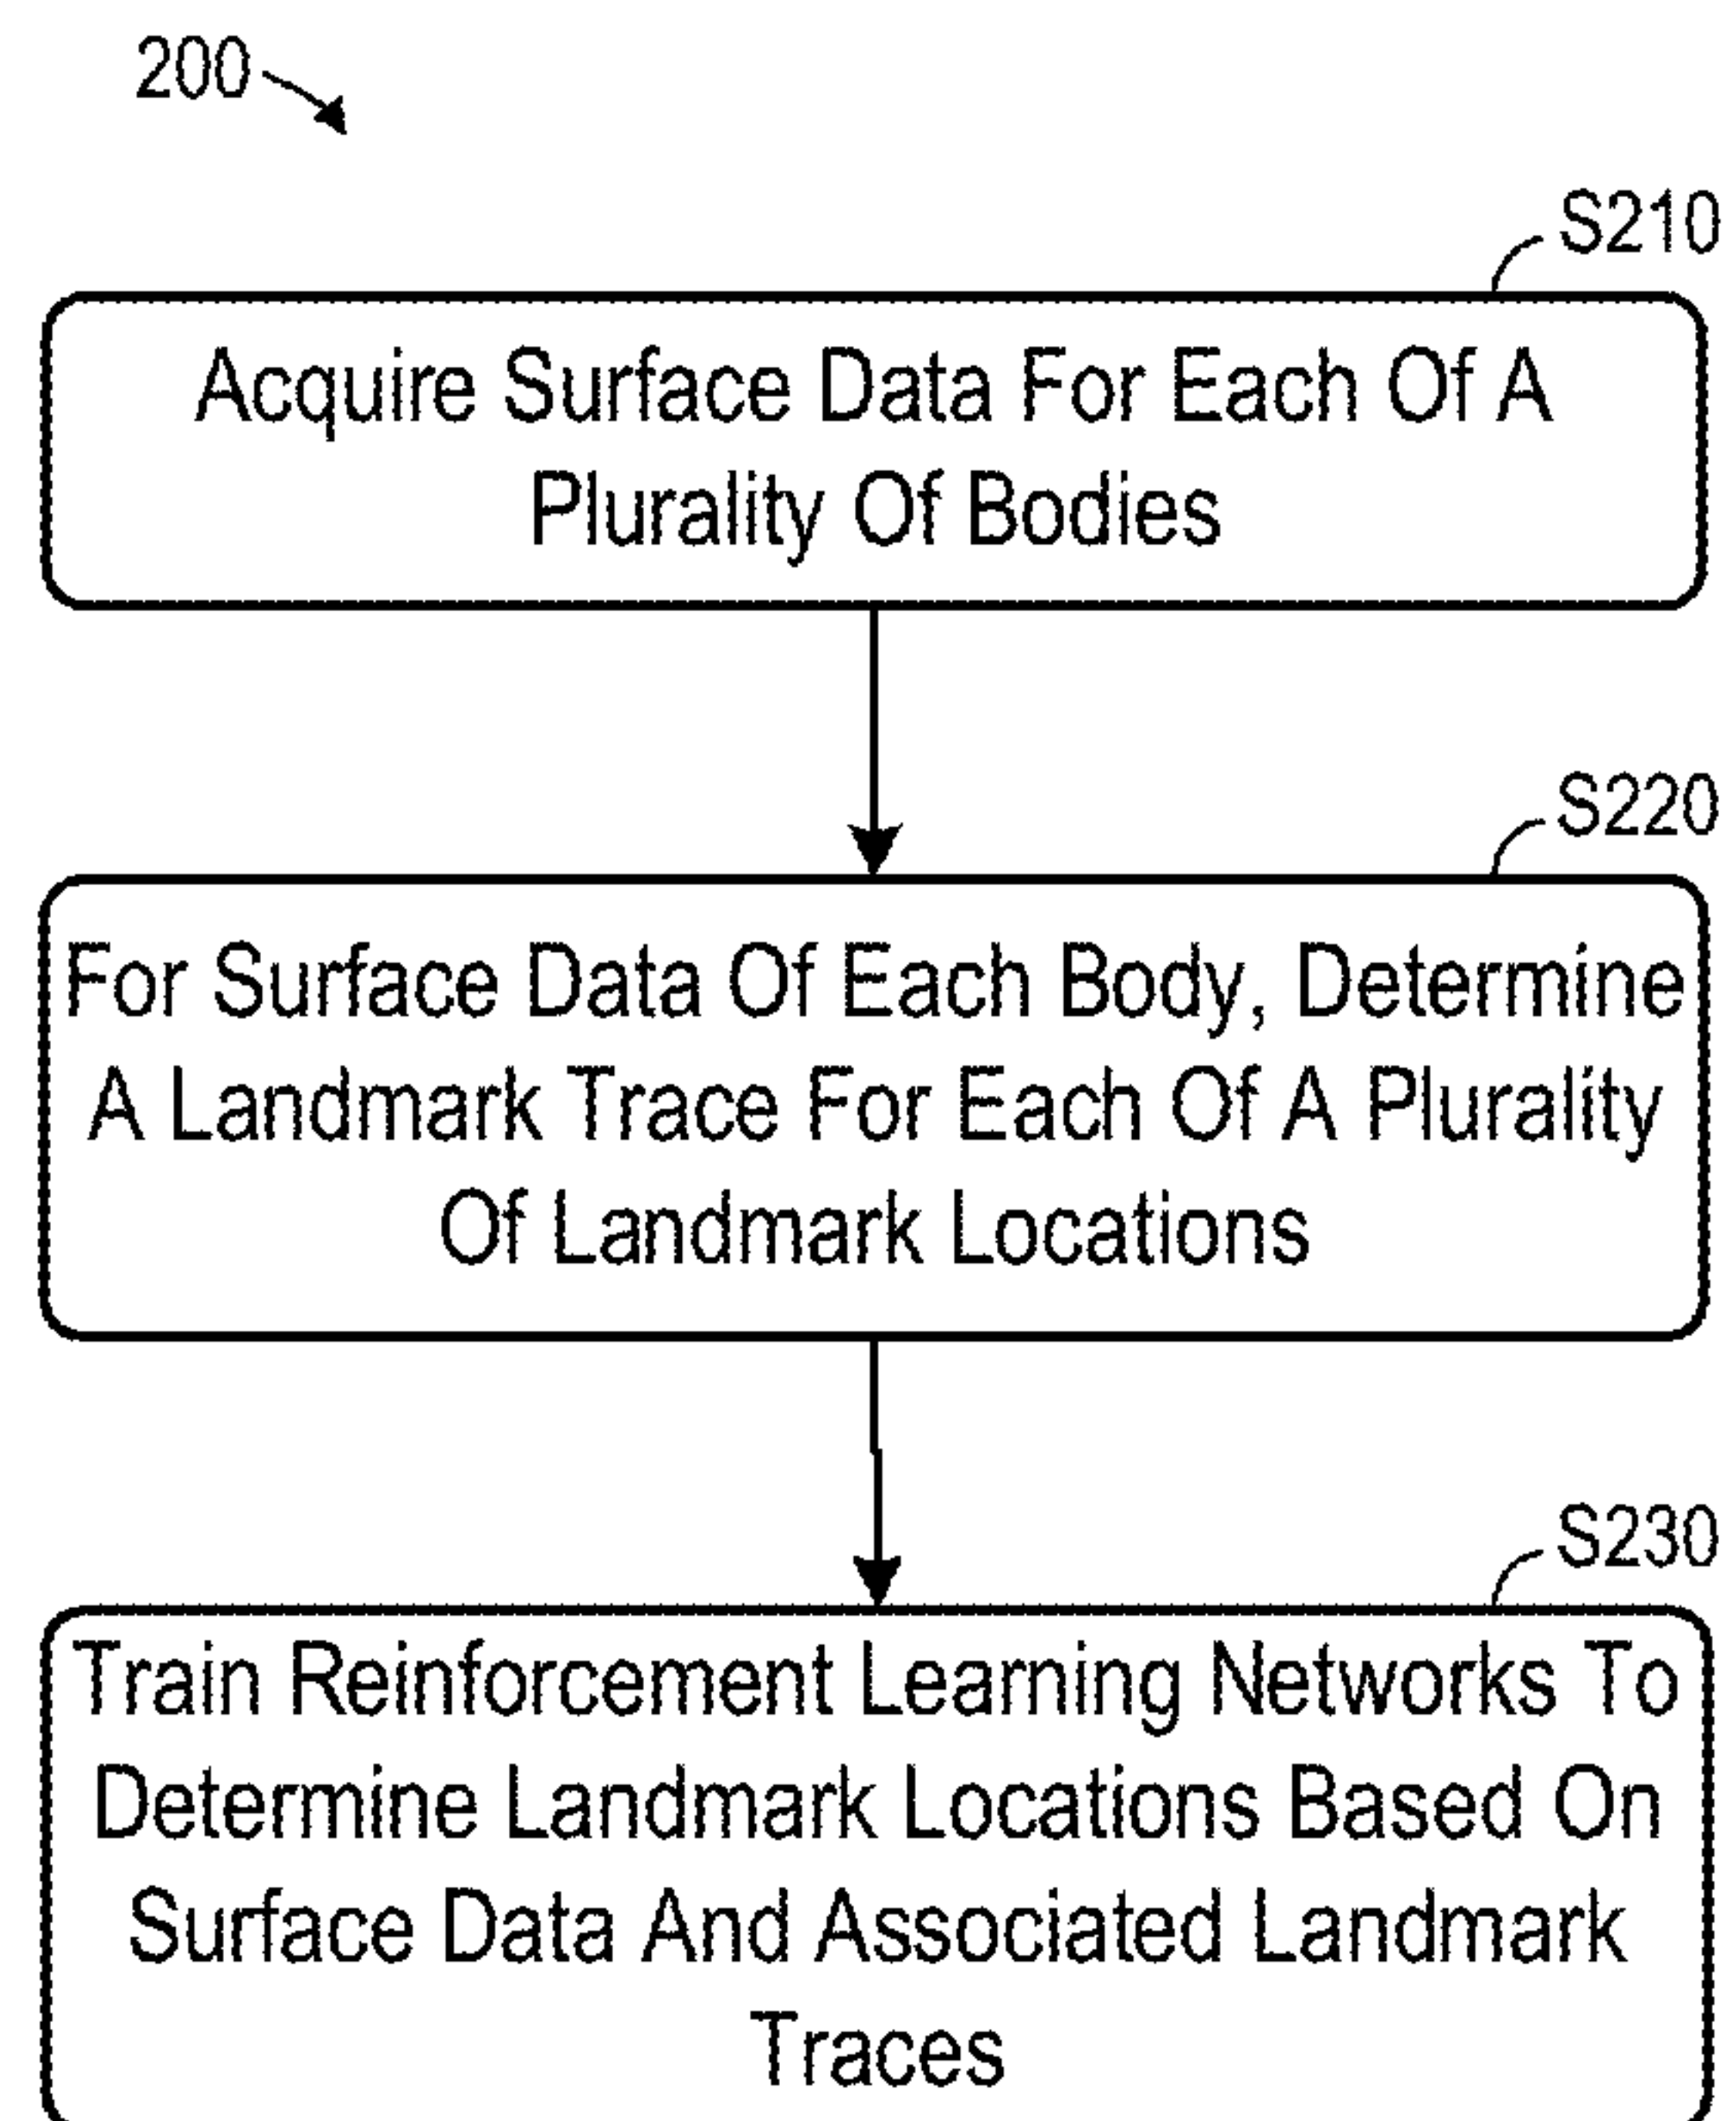 200
S210
Acquire Surface Data For Each Of A
Plurality Of Bodies
S220
For Surface Data Of Each Body, Determine
A Landmark Trace For Each Of A Plurality
Of Landmark Locations
S230
Train Reinforcement Learning Networks To
Determine Landmark Locations Based On
Surface Data And Associated Landmark
Traces